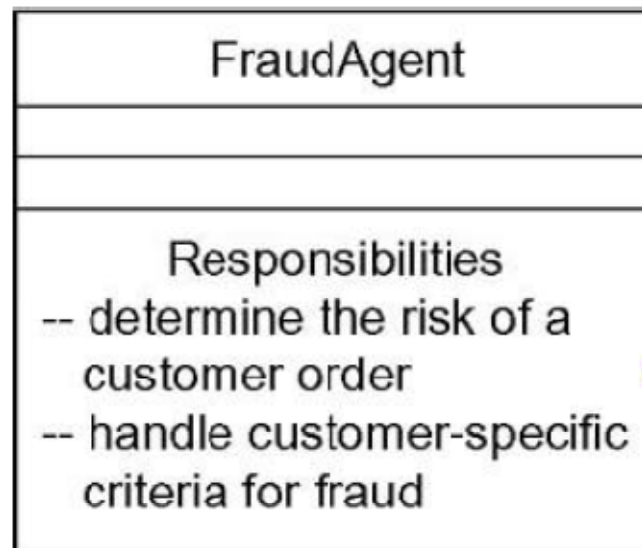 FraudAgent
Responsibilities
-- determine the risk of a
customer order
-- handle customer-specific
criteria for fraud